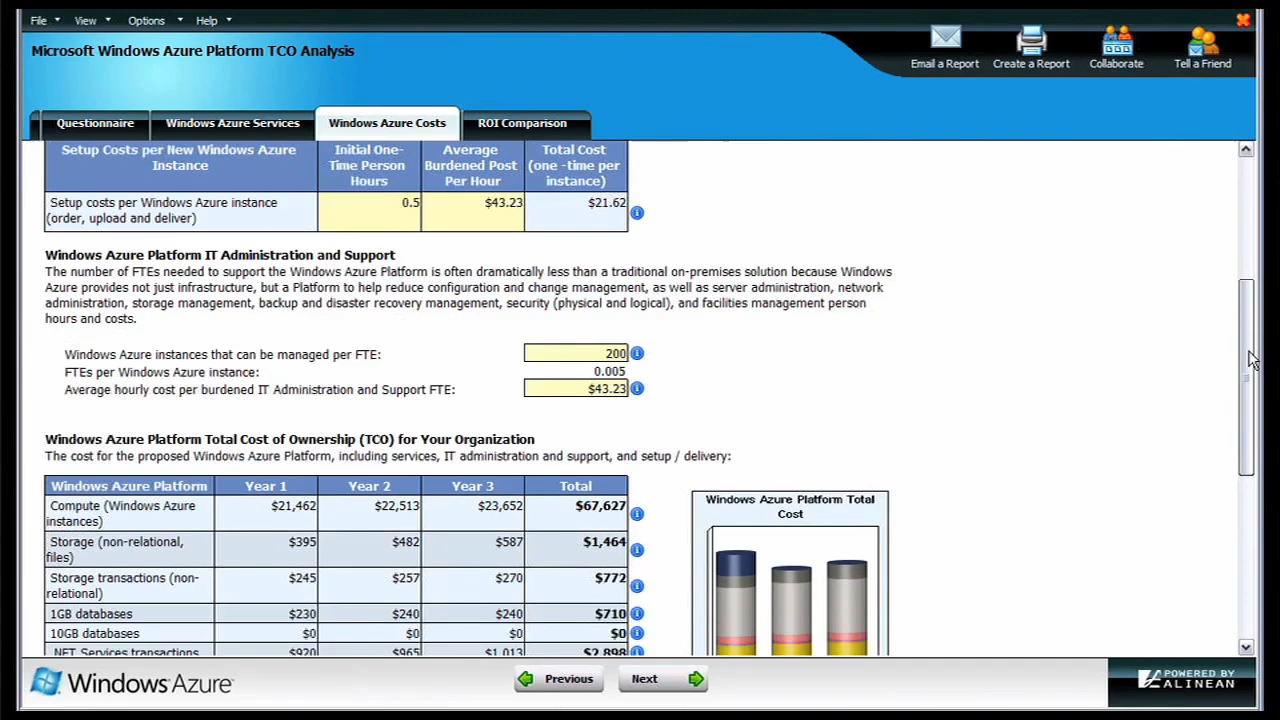 File View Options Help
Microsoft Windows Azure Platform TCO Analysis
Email a Report Create a Report Collaborate Tell a Friend
Questionnaire Windows Azure Services Windows Azure Costs ROI Comparison
Setup Costs per New Windows Azure Instance
Initial One-Time Person Hours
Average Burdened Post Per Hour
Total Cost (one -time per instance)
Setup costs per Windows Azure instance (order, upload and deliver) 0.5 $43.23 $21.62
Windows Azure Platform IT Administration and Support
The number of FTEs needed to support the Windows Azure Platform is often dramatically less than a traditional on-premises solution because Windows
Azure provides not just infrastructure, but a Platform to help reduce configuration and change management, as well as server administration, network
administration, storage management, backup and disaster recovery management, security (physical and logical), and facilities management person
hours and costs.
Windows Azure instances that can be managed per FTE: 200
FTEs per Windows Azure instance: 0.005
Average hourly cost per burdened IT Administration and Support FTE: $43.23
Windows Azure Platform Total Cost of Ownership (TCO) for Your Organization
The cost for the proposed Windows Azure Platform, including services, IT administration and support, and setup / delivery:
Windows Azure Platform Year 1 Year 2 Year 3 Total
Compute (Windows Azure instances) $21,462 $22,513 $23,652 $67,627
Storage (non-relational, files) $395 $482 $587 $1,464
Storage transactions (non-relational) $245 $257 $270 $772
1GB databases $230 $240 $240 $710
10GB databases $0 $0 $0 $0
.NET Services transactions $920 $965 $1,013 $2,898
Windows Azure Platform Total
Cost
Windows Azure
Previous Next
POWERED BY
ALINEAN